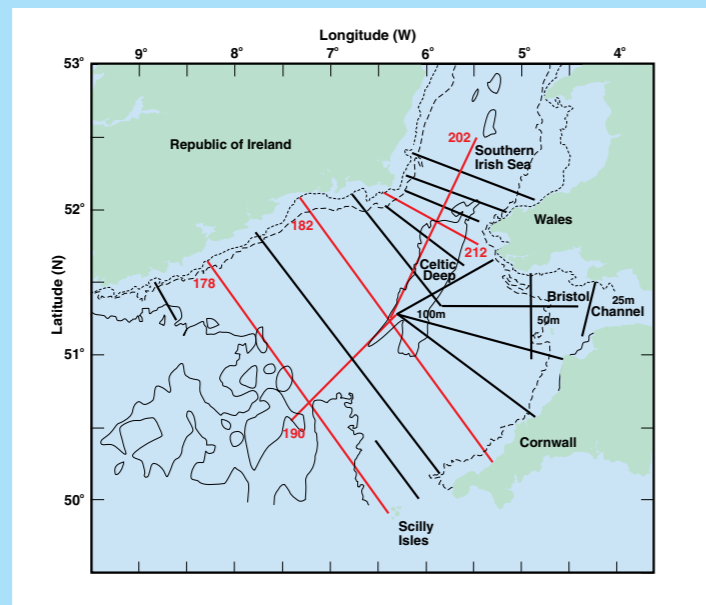 Longitude (W)
9° 8° 7° 6° 5° 4°
53°
202
Republic of Ireland
Southern
Irish Sea
52°
Wales
182
212
Celtic
Deep
178
Latitude (N)
Bristol
25m
Channel
100m
50m
51°
190
Cornwall
50°
Scilly
Isles